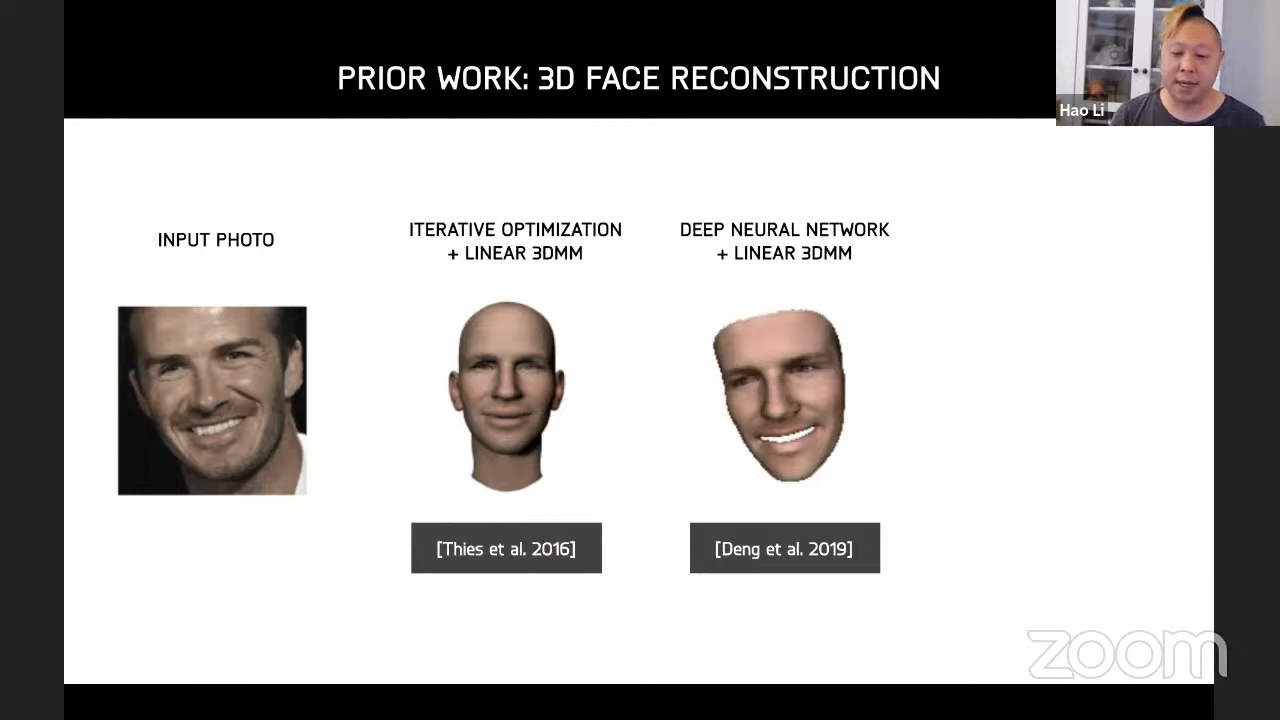 PRIOR WORK: 3D FACE RECONSTRUCTION
Hao Li
INPUT PHOTO
ITERATIVE OPTIMIZATION
+ LINEAR 3DMM
DEEP NEURAL NETWORK
+ LINEAR 3DMM
[Thies et al. 2016]
[Deng et al. 2019]
zoom